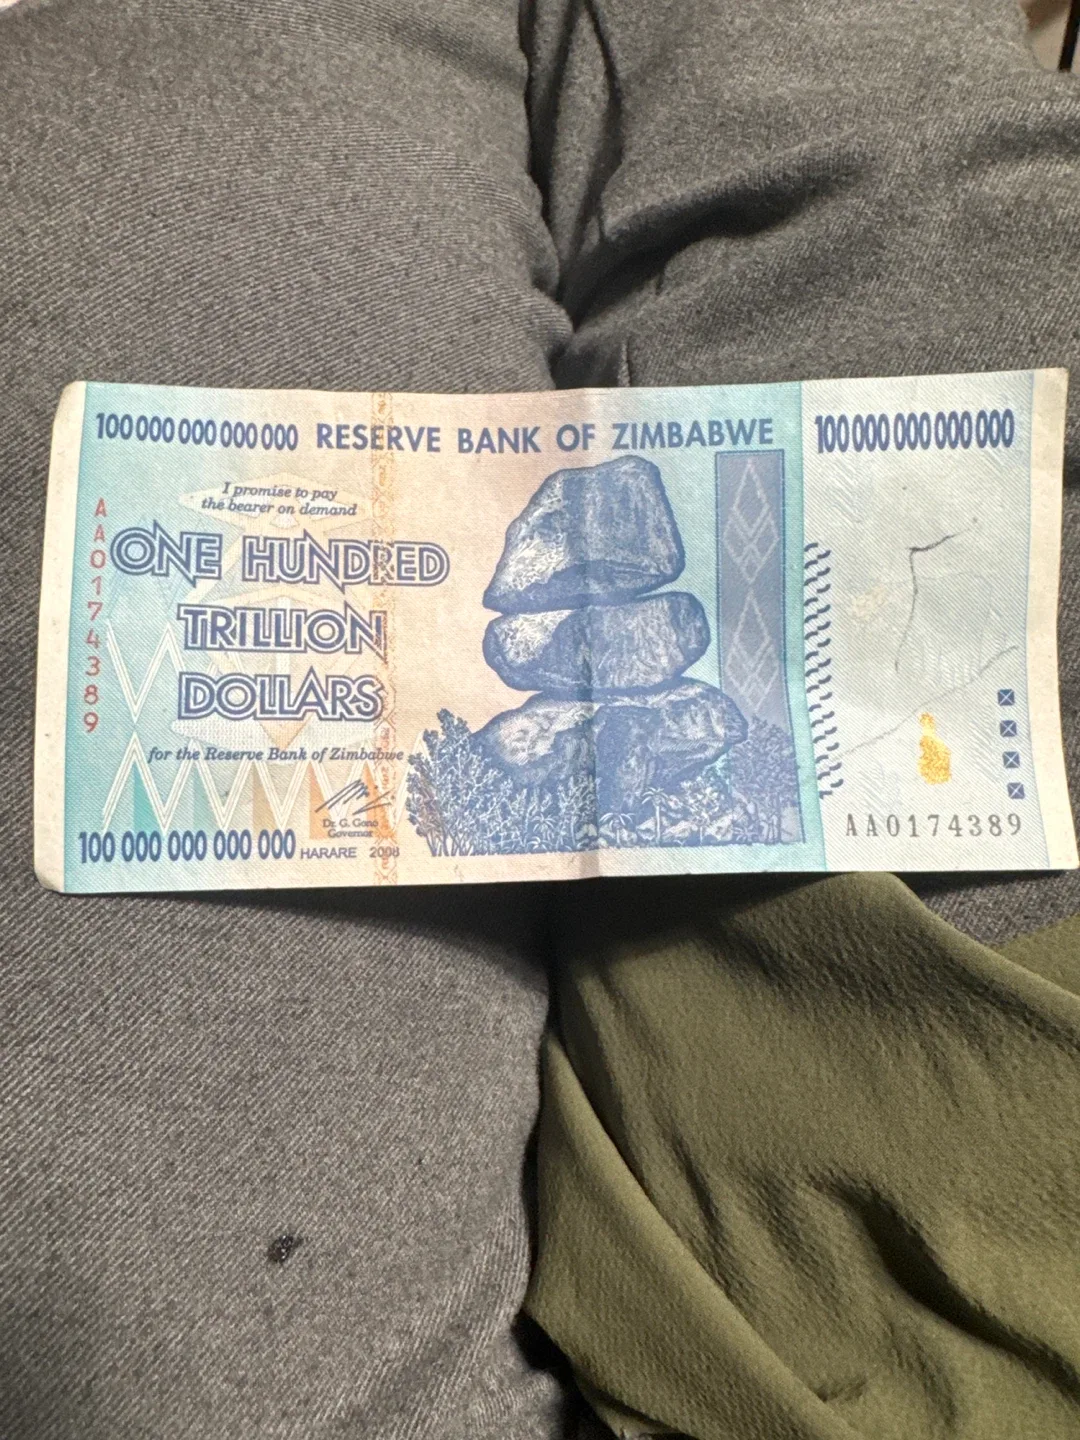 100 000 000 000 000 RESERVE BANK OF ZIMBABWE 100 000 000 000 000
I promise to pay
the bearer on demand
ONE HUNDRED
TRILLION
DOLLARS
AA0174389
for the Reserve Bank of Zimbabwe
Dr. G. Gono
Governor
100 000 000 000 000 HARARE 2008
AA0174389